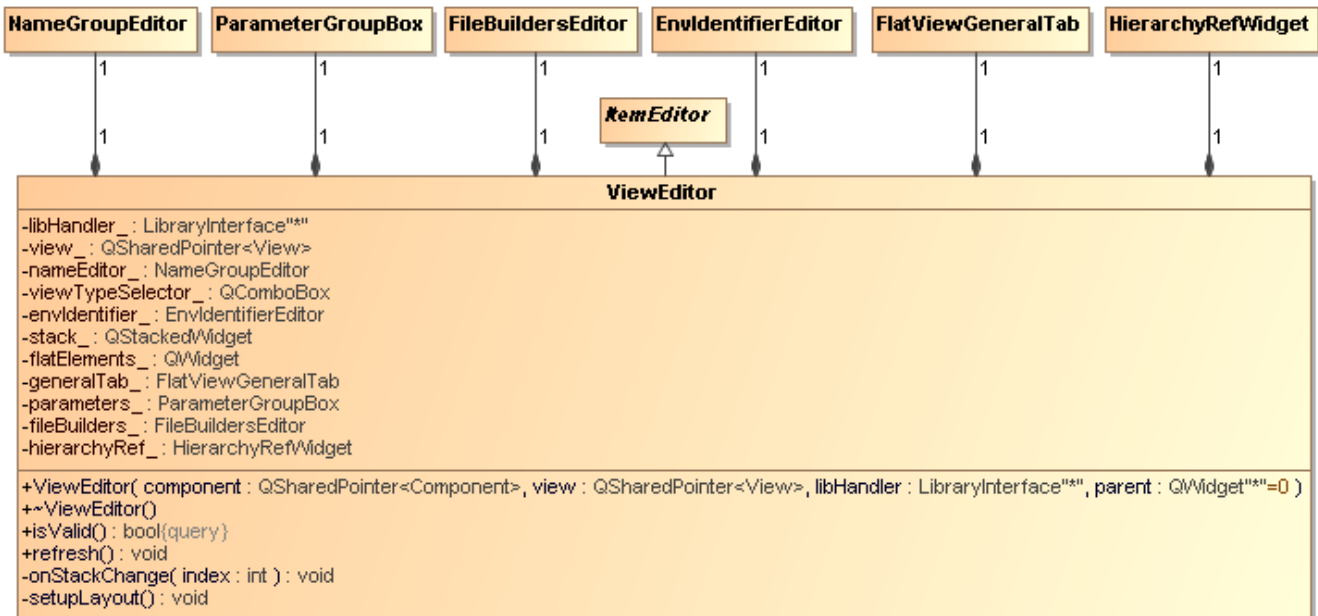 NameGroupEditor ParameterGroupBox FileBuildersEditor EnvIdentifierEditor FlatViewGeneralTab HierarchyRefWidget
1 1 1 1 1 1
ItemEditor
1 1 1 1 1 1
ViewEditor
-libHandler_ : LibraryInterface"*"
-view_ : QSharedPointer<View>
-nameEditor_ : NameGroupEditor
-viewTypeSelector_ : QComboBox
-envIdentifier_ : EnvIdentifierEditor
-stack_ : QStackedWidget
-flatElements_ : QWidget
-generalTab_ : FlatViewGeneralTab
-parameters_ : ParameterGroupBox
-fileBuilders_ : FileBuildersEditor
-hierarchyRef_ : HierarchyRefWidget
+ViewEditor( component : QSharedPointer<Component>, view : QSharedPointer<View>, libHandler : LibraryInterface"*", parent : QWidget"*"=0 )
+~ViewEditor()
+isValid() : bool{query}
+refresh() : void
-onStackChange( index : int ) : void
-setupLayout() : void